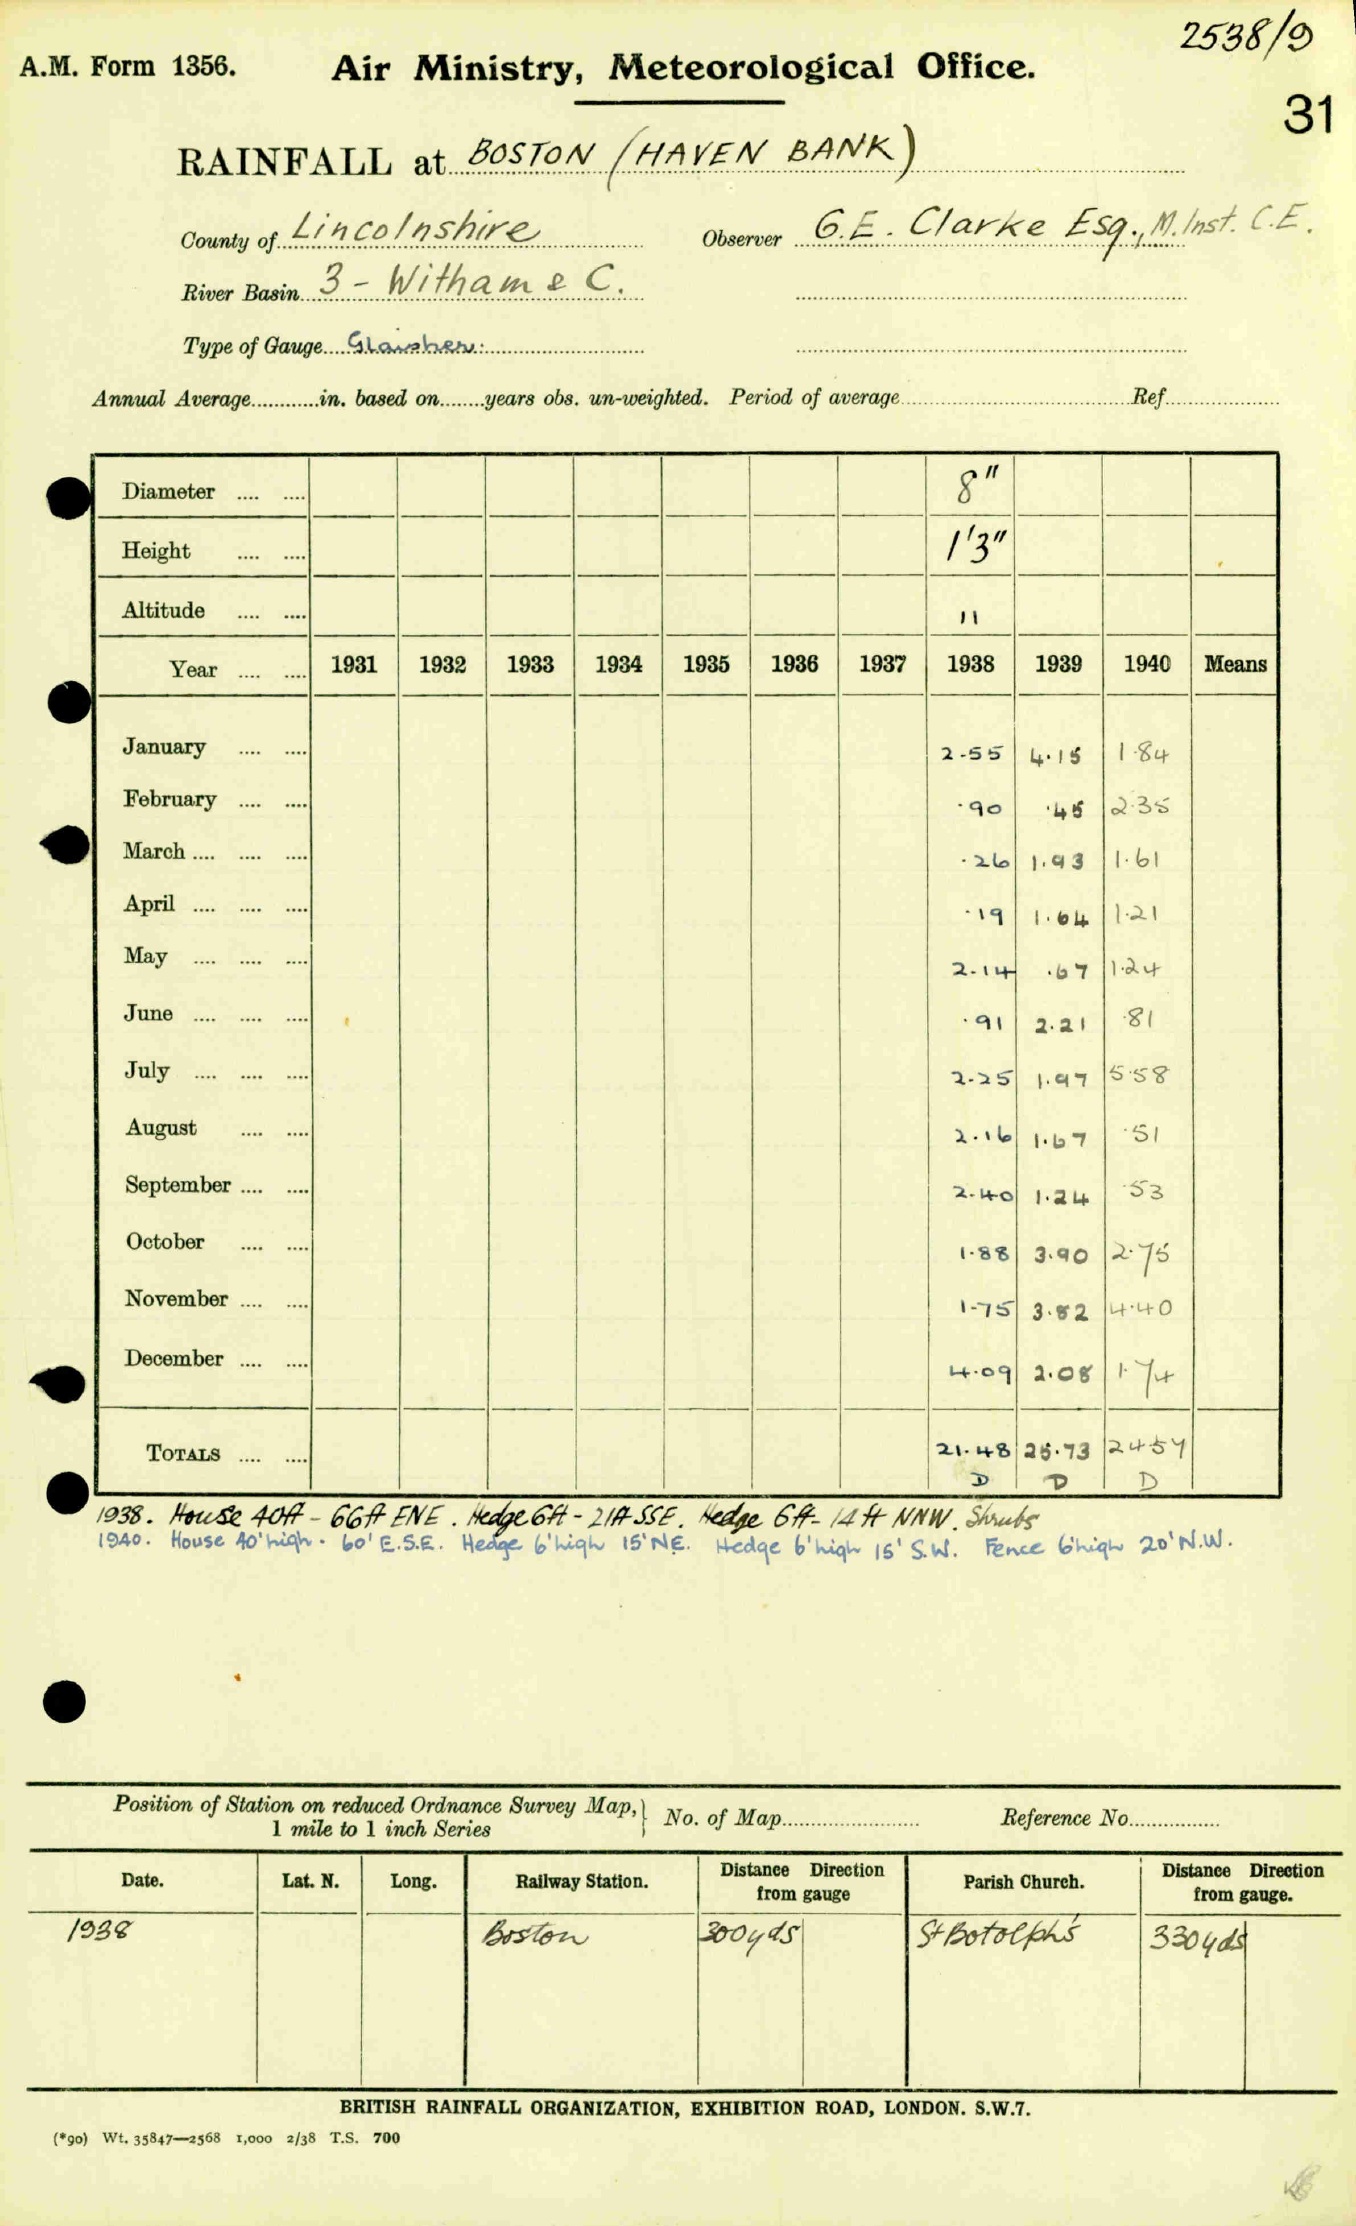 2538/9
A.M. Form 1356. Air Ministry, Meteorological Office.
31
RAINFALL at BOSTON (HAVEN BANK)
County of Lincolnshire Observer G.E. Clarke Esq., M.Inst. C.E.
River Basin 3 - Witham & C.
Type of Gauge Glaisher.
Annual Average............in. based on........years obs. un-weighted. Period of average........ Ref........
Diameter .... .... 8"
Height .... .... 1'3"
Altitude .... .... 11
Year .... .... 1931 1932 1933 1934 1935 1936 1937 1938 1939 1940 Means
January .... .... 2.55 4.15 1.84
February .... .... .90 .45 2.35
March .... .... .... .26 1.93 1.61
April .... .... .... .19 1.64 1.21
May .... .... .... 2.14 .67 1.24
June .... .... .... .91 2.21 .81
July .... .... .... 2.25 1.97 5.58
August .... .... 2.16 1.67 .51
September .... .... 2.40 1.24 .53
October .... .... 1.88 3.90 2.75
November .... .... 1.75 3.82 4.40
December .... .... 4.09 2.08 1.74
TOTALS .... .... 21.48 25.73 24.57
D D D
1938. House 40ft - 66ft ENE. Hedge 6ft - 21ft SSE. Hedge 6ft - 14ft NNW. Shrubs
1940. House 40' high. 60' E.S.E. Hedge 6' high 15' NE. Hedge 6' high 15' S.W. Fence 6' high 20' N.W.
Position of Station on reduced Ordnance Survey Map, No. of Map........ Reference No........
1 mile to 1 inch Series
Date. Lat. N. Long. Railway Station. Distance Direction from gauge Parish Church. Distance Direction from gauge.
1938 Boston 300yds St Botolph's 330yds
BRITISH RAINFALL ORGANIZATION, EXHIBITION ROAD, LONDON. S.W.7.
(*90) Wt. 35847—2568 1,000 2/38 T.S. 700